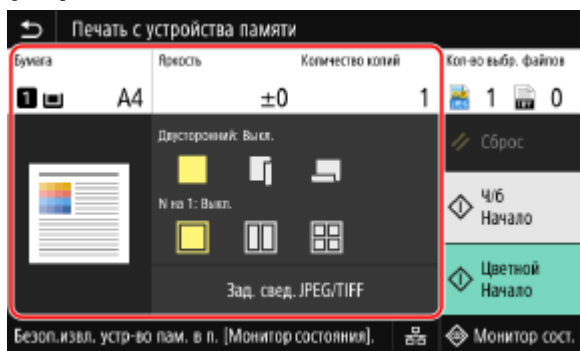 Печать с устройства памяти
Бумага Яркость Количество копий Кол-во выбр. файлов
1 A4 ±0 1 1 0
Двусторонний: Выкл.
Сброс
N на 1: Выкл.
Ч/б
Начало
Цветной
Начало
Зад. свед. JPEG/TIFF
Безоп.извл. устр-во пам. в п. [Монитор состояния]. Монитор сост.